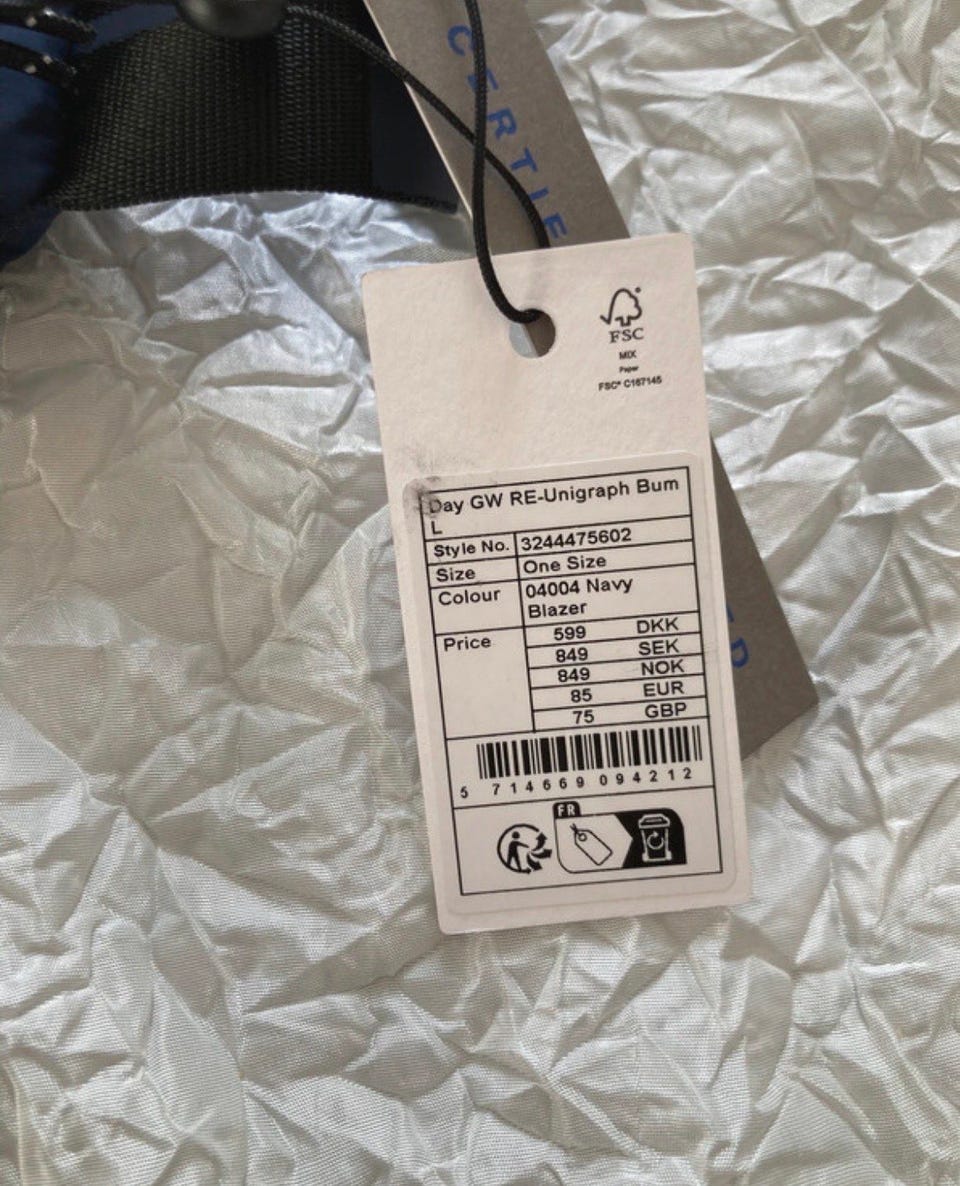 CERTIF
FSC
MIX
Paper
FSC® C167145
Day GW RE-Unigraph Bum
L
Style No. 3244475602
Size One Size
Colour 04004 Navy
Blazer
Price 599 DKK
849 SEK
849 NOK
85 EUR
75 GBP
5 714669 094212
FR